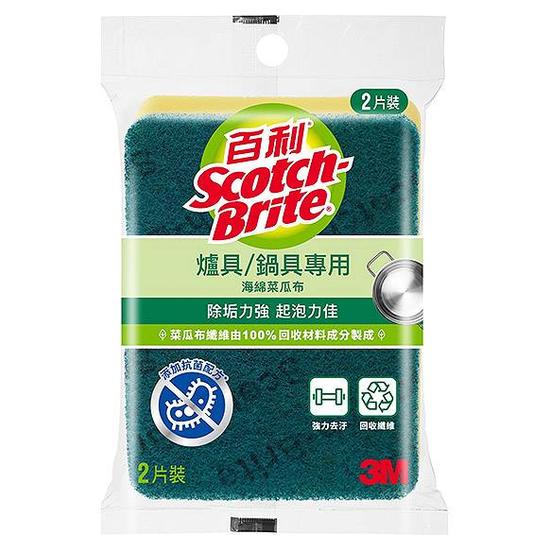 2片裝
百利
Scotch-
Brite®
爐具/鍋具專用
海綿菜瓜布
除垢力強 起泡力佳
菜瓜布纖維由100%回收材料成分製成
添加抗菌配方*
強力去汙
回收纖維
2片裝
3M